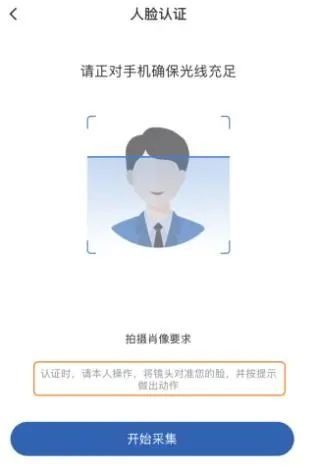 人脸认证
请正对手机确保光线充足
拍摄肖像要求
认证时，请本人操作，将镜头对准您的脸，并按提示
做出动作
开始采集